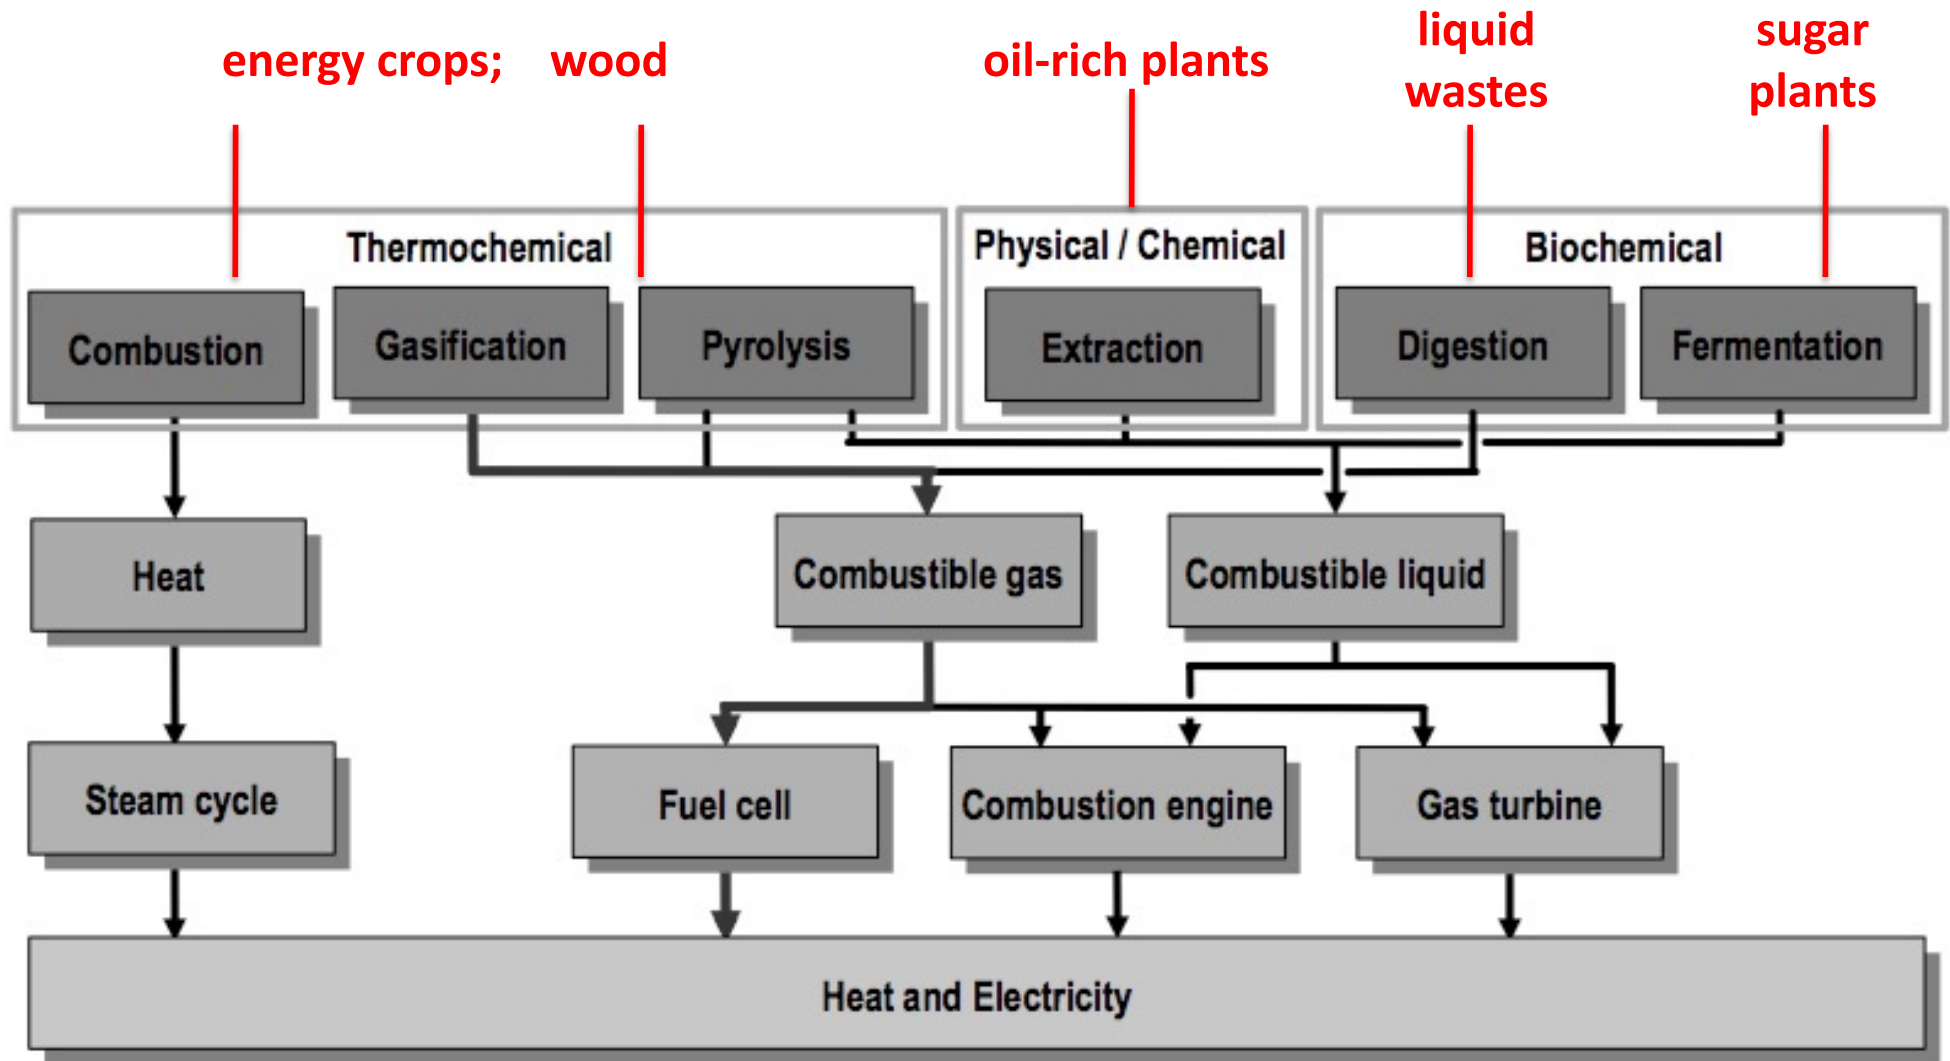 energy crops; wood
oil-rich plants
liquid
wastes
sugar
plants
Thermochemical
Physical / Chemical
Biochemical
Combustion
Gasification
Pyrolysis
Extraction
Digestion
Fermentation
Heat
Combustible gas
Combustible liquid
Steam cycle
Fuel cell
Combustion engine
Gas turbine
Heat and Electricity